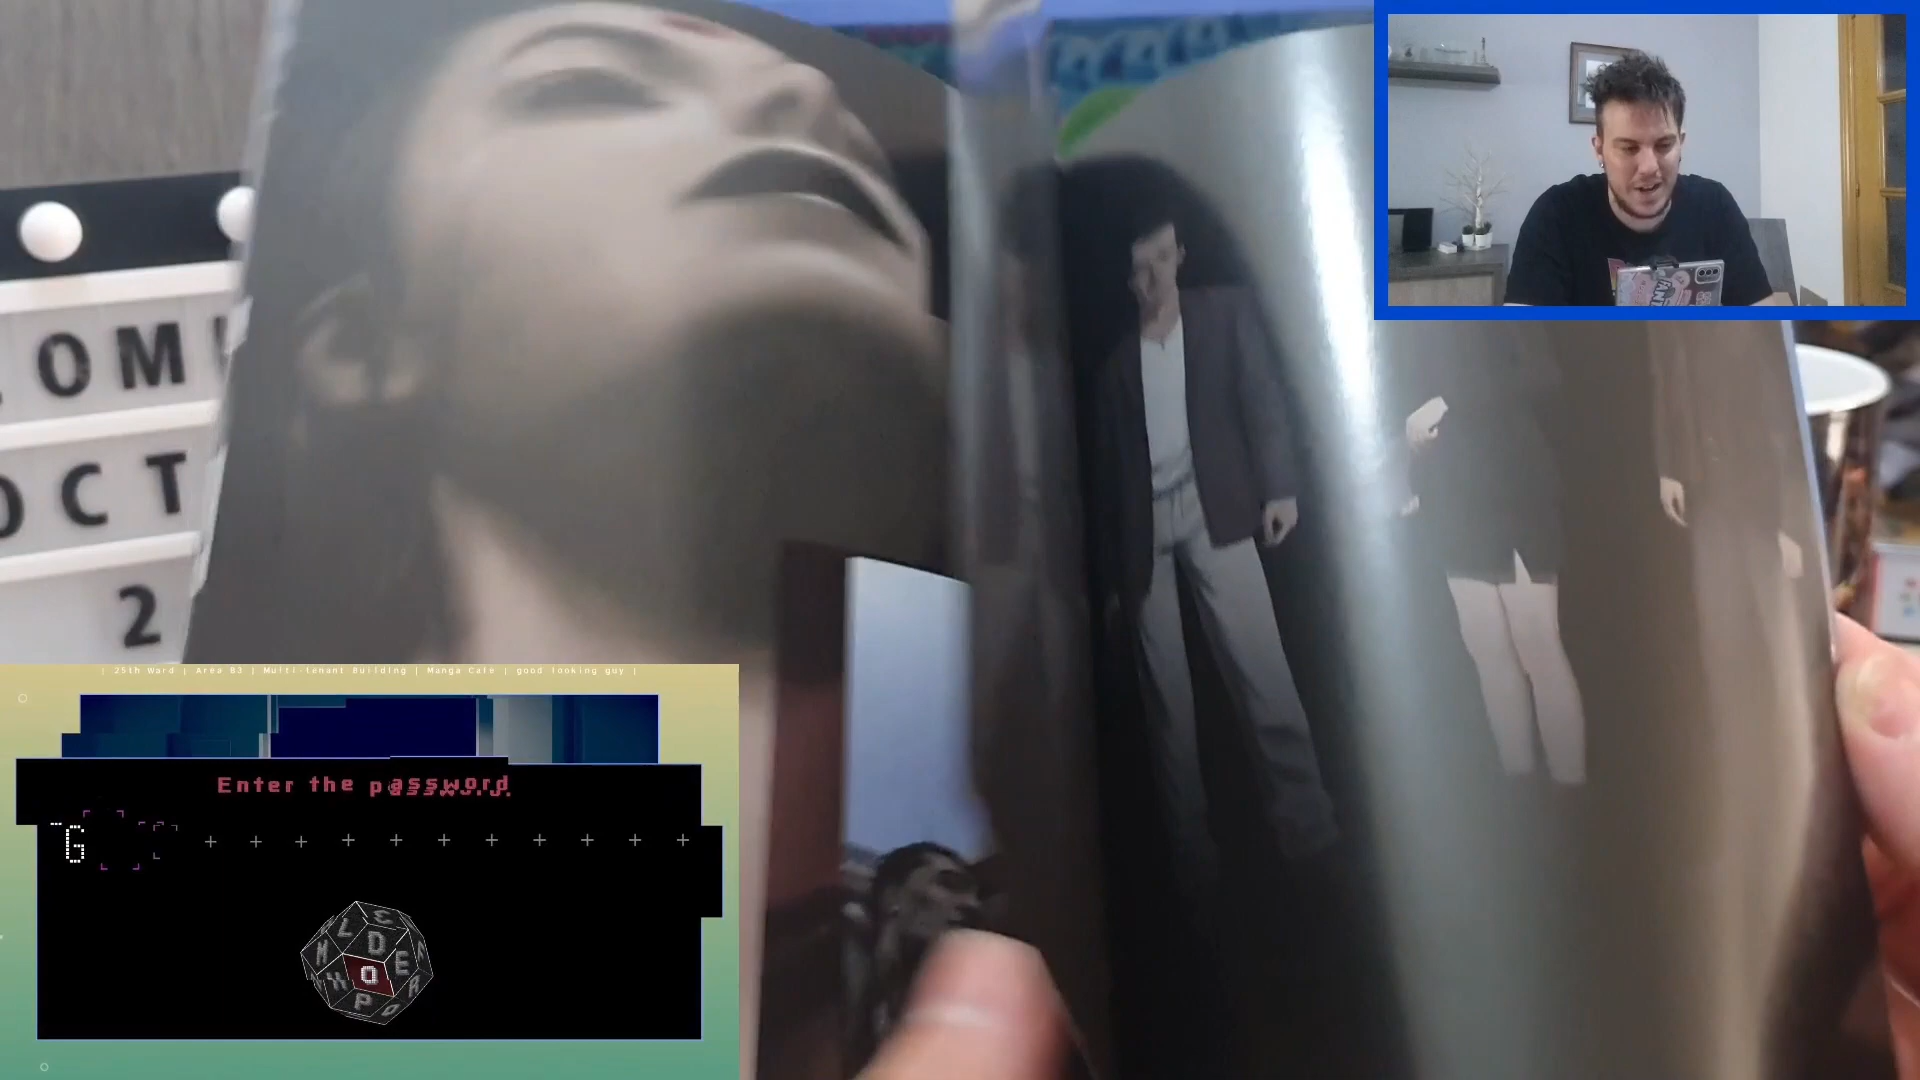 OM
OCT
2
| 25th Ward | Area B3 | Multi-tenant Building | Manga Cafe | good looking guy |
Enter the password.
G
L
D
E
H
X
O
P
R